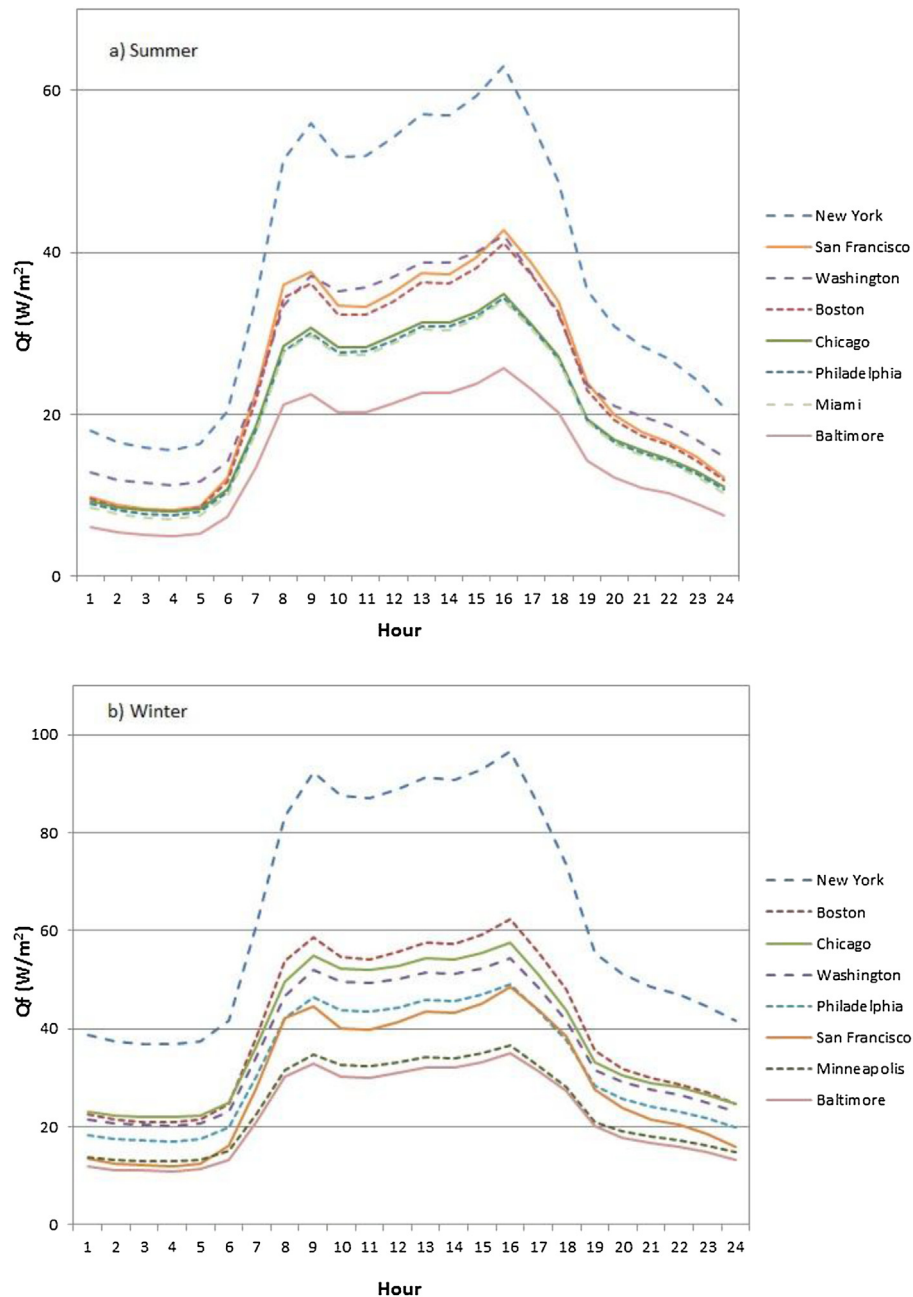 a) Summer
60
40
20
0
Qf (W/m²)
1 2 3 4 5 6 7 8 9 10 11 12 13 14 15 16 17 18 19 20 21 22 23 24
Hour
New York
San Francisco
Washington
Boston
Chicago
Philadelphia
Miami
Baltimore
b) Winter
100
80
60
40
20
0
Qf (W/m²)
1 2 3 4 5 6 7 8 9 10 11 12 13 14 15 16 17 18 19 20 21 22 23 24
Hour
New York
Boston
Chicago
Washington
Philadelphia
San Francisco
Minneapolis
Baltimore